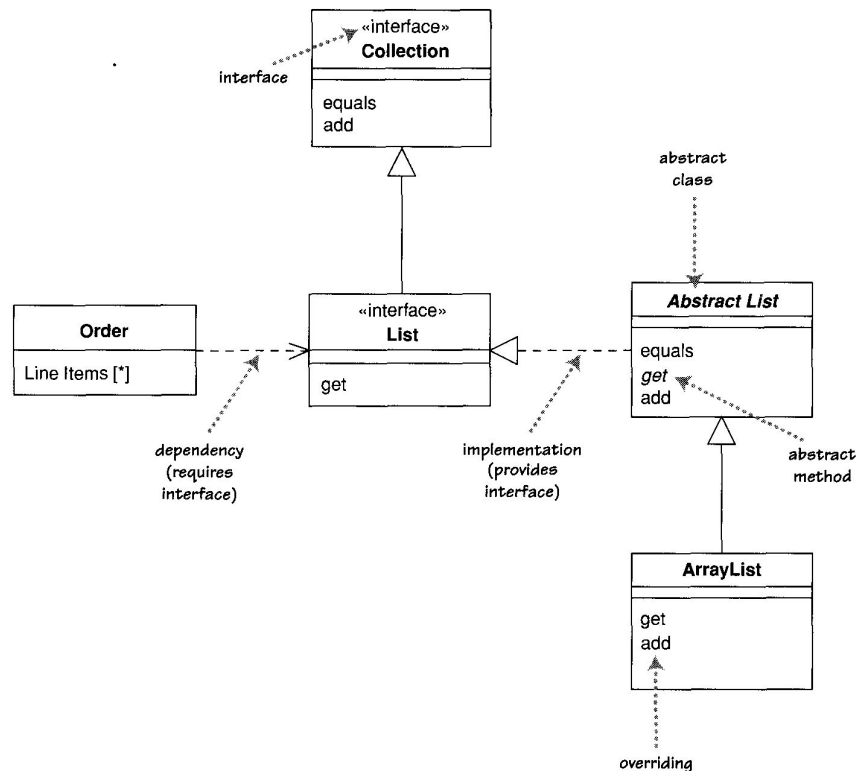 «interface»
Collection
interface
equals
add
abstract
class
Order
Line Items [*]
«interface»
List
get
Abstract List
equals
get
add
dependency
(requires
interface)
implementation
(provides
interface)
abstract
method
ArrayList
get
add
overriding